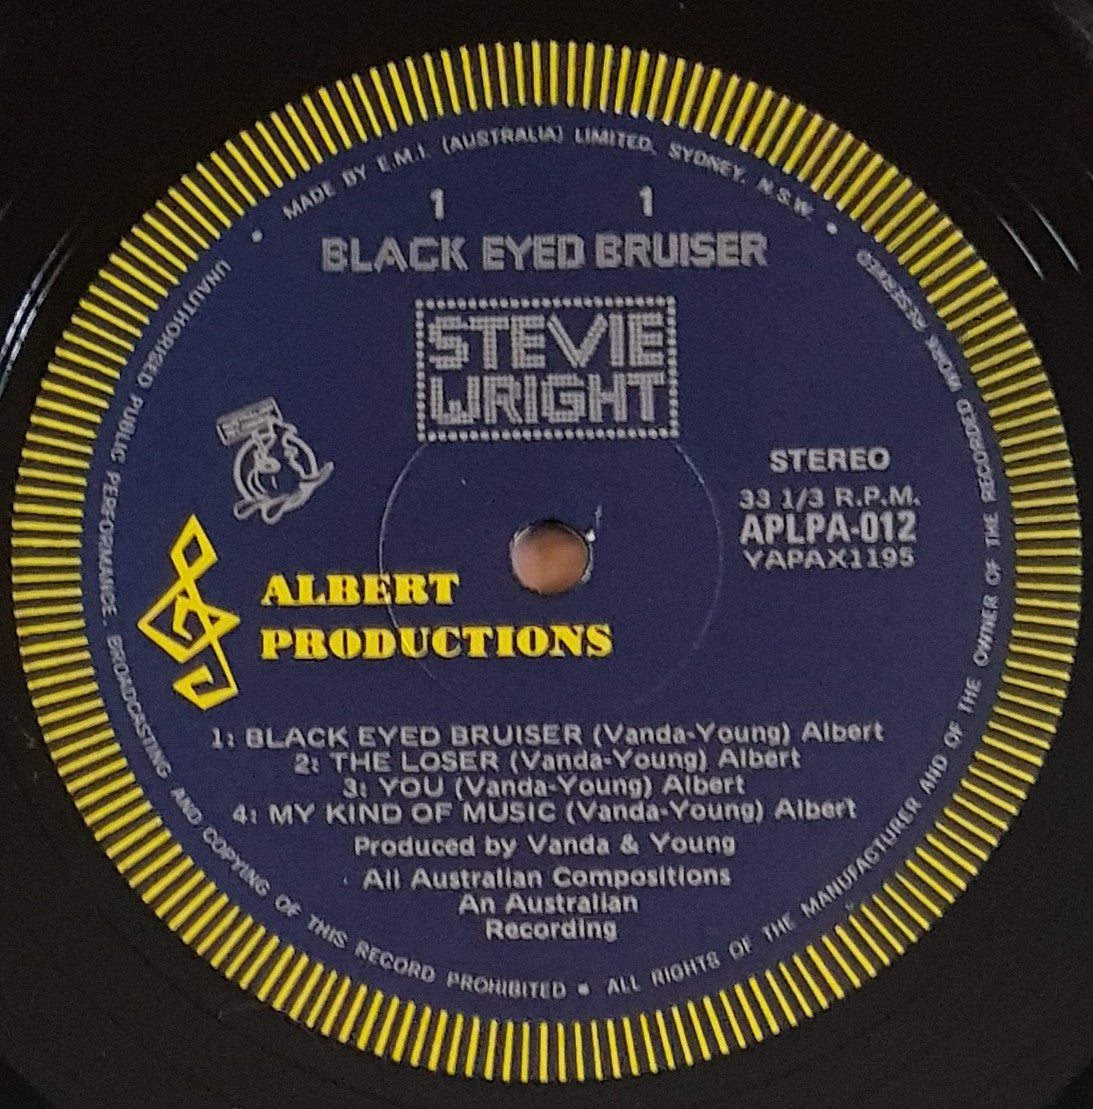 MADE BY E.M.I. (AUSTRALIA) LIMITED. SYDNEY. N.S.W.
1 1
BLACK EYED BRUISER
STEVIE
WRIGHT
STEREO
33 1/3 R.P.M.
APLPA-012
YAPAX1195
ALBERT
PRODUCTIONS
1: BLACK EYED BRUISER (Vanda-Young) Albert
2: THE LOSER (Vanda-Young) Albert
3: YOU (Vanda-Young) Albert
4: MY KIND OF MUSIC (Vanda-Young) Albert
Produced by Vanda & Young
All Australian Compositions
An Australian
Recording
UNAUTHORISED PUBLIC PERFORMANCE. BROADCASTING AND COPYING OF THIS RECORD PROHIBITED • ALL RIGHTS OF THE MANUFACTURER AND OF THE OWNER OF THE RECORDED WORK RESERVED